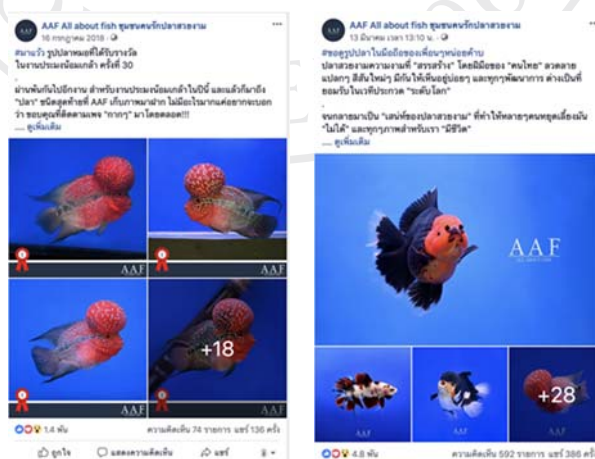 AAF All about fish ชุมชนคนรักปลาสวยงาม
16 กรกฎาคม 2018
#มาแว้ว รูปปลาหมอที่ได้รับรางวัล
ในงานประมงน้อมเกล้า ครั้งที่ 30
.
ผ่านพ้นกันไปอีกงาน สำหรับงานประมงน้อมเกล้าในปีนี้ และแล้วก็มาถึง
"ปลา" ชนิดสุดท้ายที่ AAF เก็บภาพมาฝาก ไม่มีอะไรมากแค่อยากจะบอก
ว่า ขอบคุณที่ติดตามเพจ "กากๆ" มาโดยตลอด!!!
.... ดูเพิ่มเติม
AAF
AAF
AAF
+18
AAF
1.4 พัน
ความคิดเห็น 74 รายการ แชร์ 136 ครั้ง
ถูกใจ
แสดงความคิดเห็น
แชร์
AAF All about fish ชุมชนคนรักปลาสวยงาม
13 มีนาคม เวลา 13:10 น.
#ขอดูรูปปลาในมือถือของเพื่อนๆหน่อยค้าบ
ปลาสวยงามความงามที่ "สรรสร้าง" โดยฝีมือของ "คนไทย" ลวดลาย
แปลกๆ สีสันใหม่ๆ มีกันให้เห็นอยู่บ่อยๆ และทุกๆพัฒนาการ ต่างเป็นที่
ยอมรับในเวทีประกวด "ระดับโลก"
.
จนกลายมาเป็น "เสน่ห์ของปลาสวยงาม" ที่ทำให้หลายๆคนหยุดเลี้ยงมัน
"ไม่ได้" และทุกๆภาพสำหรับเรา "มีชีวิต"
.... ดูเพิ่มเติม
AAF
AAF
AAF
+28
4.8 พัน
ความคิดเห็น 592 รายการ แชร์ 386 ครั้ง